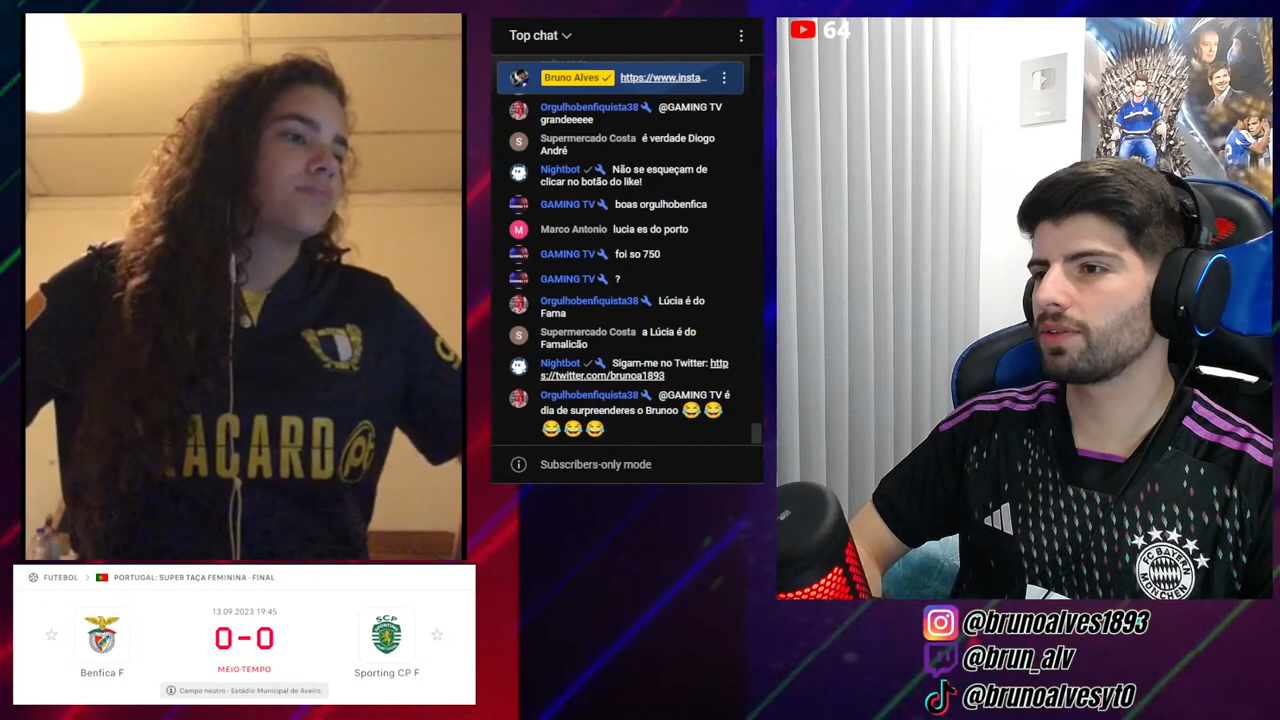 ACARD
FUTEBOL > PORTUGAL: SUPER TAÇA FEMININA - FINAL
13.09.2023 19:45
0-0
MEIO-TEMPO
Benfica F
SCP
SPORTING
Sporting CP F
Campo neutro - Estádio Municipal de Aveiro.
Top chat
Bruno Alves https://www.insta...
Orgulhobenfiquista38 @GAMING TV
grandeeeee
Supermercado Costa é verdade Diogo
André
Nightbot Não se esqueçam de
clicar no botão do like!
GAMING TV boas orgulhobenfica
Marco Antonio lucia es do porto
GAMING TV foi so 750
GAMING TV ?
Orgulhobenfiquista38 Lúcia é do
Fama
Supermercado Costa a Lúcia é do
Famalicão
Nightbot Sigam-me no Twitter: http
s://twitter.com/brunoa1893
Orgulhobenfiquista38 @GAMING TV é
dia de surpreenderes o Brunoo 😂😂
😂😂😂
Subscribers-only mode
64
FC BAYERN
MÜNCHEN
@brunoalves1893
@brun_alv
@brunoalvesyt0